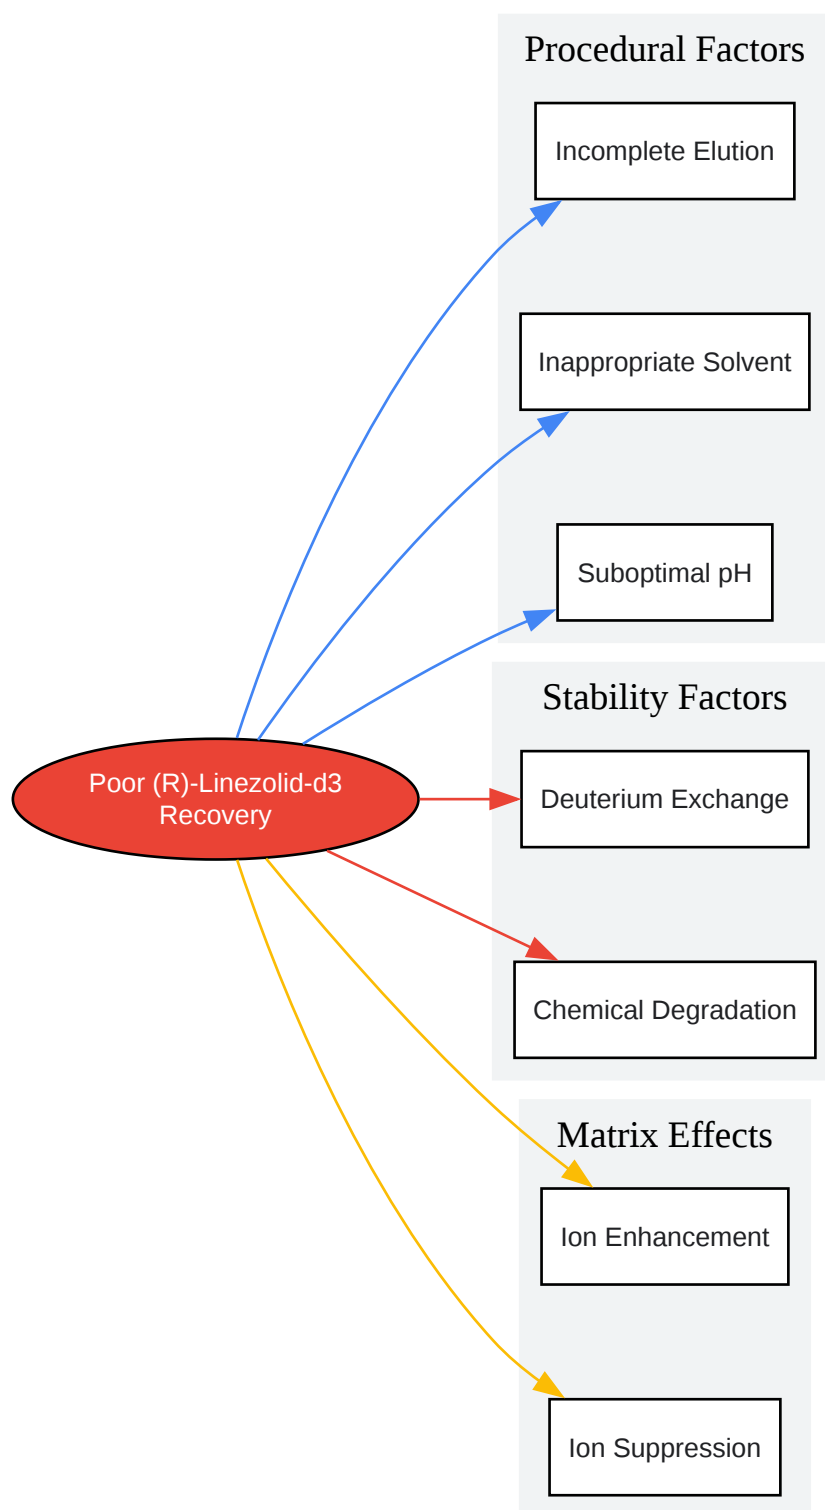 Procedural Factors
Incomplete Elution
Inappropriate Solvent
Suboptimal pH
Stability Factors
Poor (R)-Linezolid-d3
Recovery
Deuterium Exchange
Chemical Degradation
Matrix Effects
Ion Enhancement
Ion Suppression